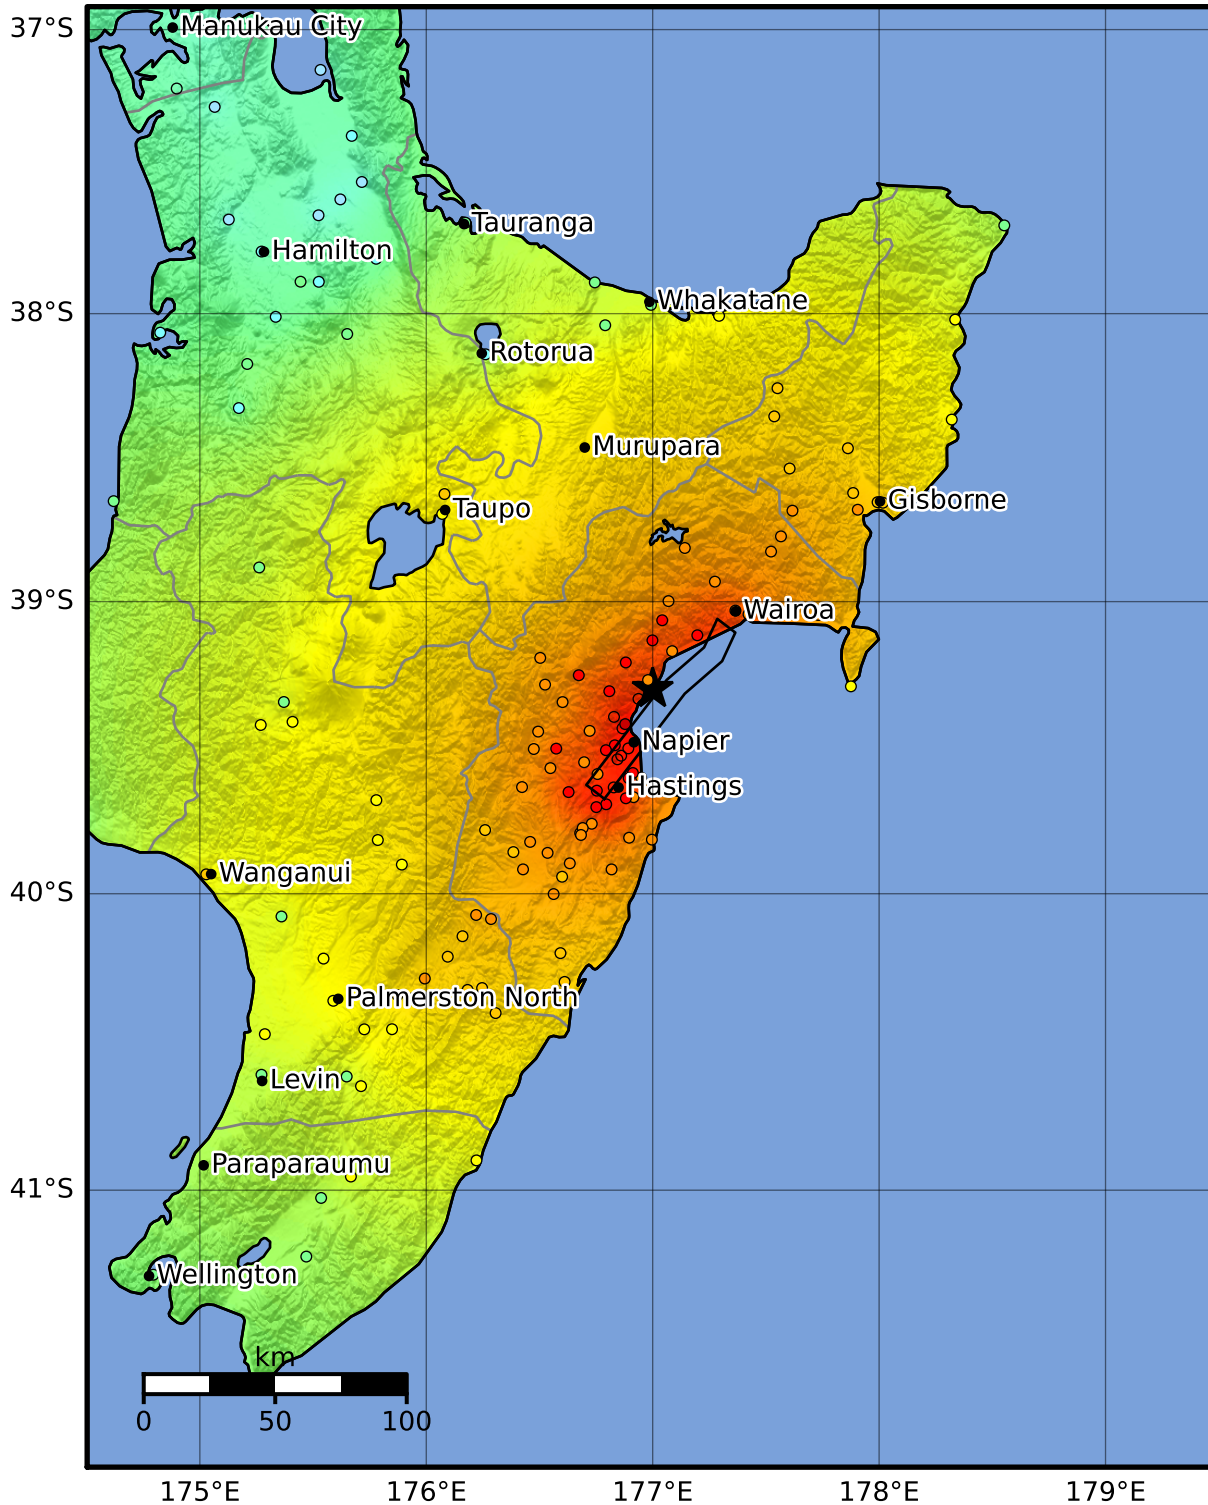 37°S
Manukau City
Tauranga
Hamilton
Whakatane
38°S
Rotorua
Murupara
Taupo
Gisborne
39°S
Wairoa
Napier
Hastings
Wanganui
40°S
Palmerston North
Levin
Paraparaumu
41°S
Wellington
km
0 50 100
175°E 176°E 177°E 178°E 179°E